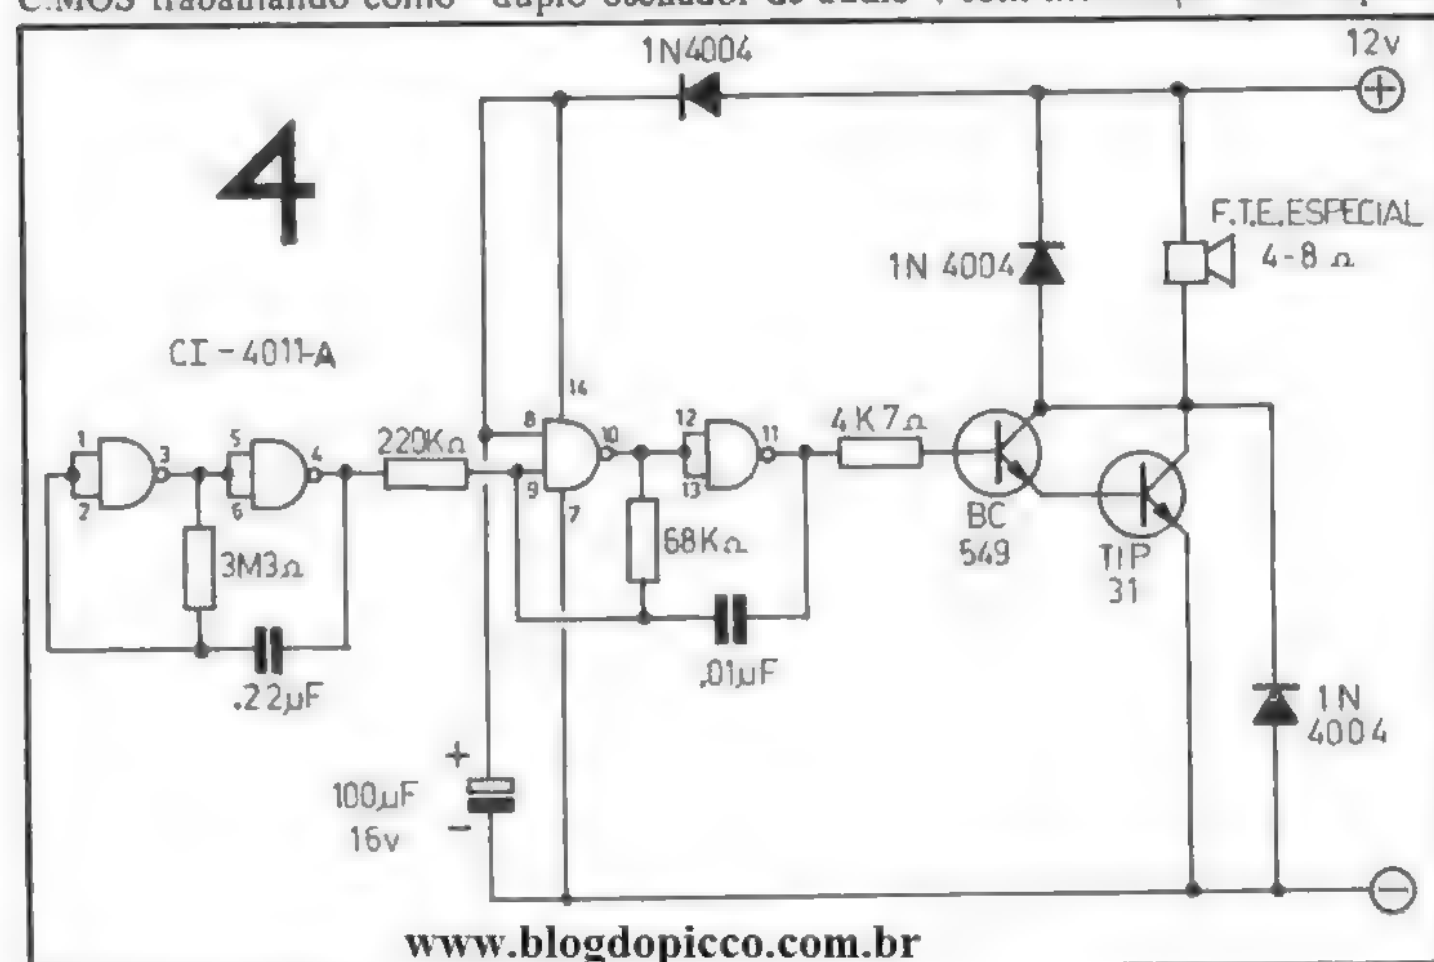 1N4004
12v
4
F.T.E.ESPECIAL
4-8 Ω
1N 4004
CI-4011-A
14
1
2
3
5
6
4
220KΩ
8
9
10
7
12
13
11
4K7Ω
3M3Ω
68KΩ
BC
549
TIP
31
.22µF
.01µF
1N
4004
+
100µF
16v
-
www.blogdopicco.com.br